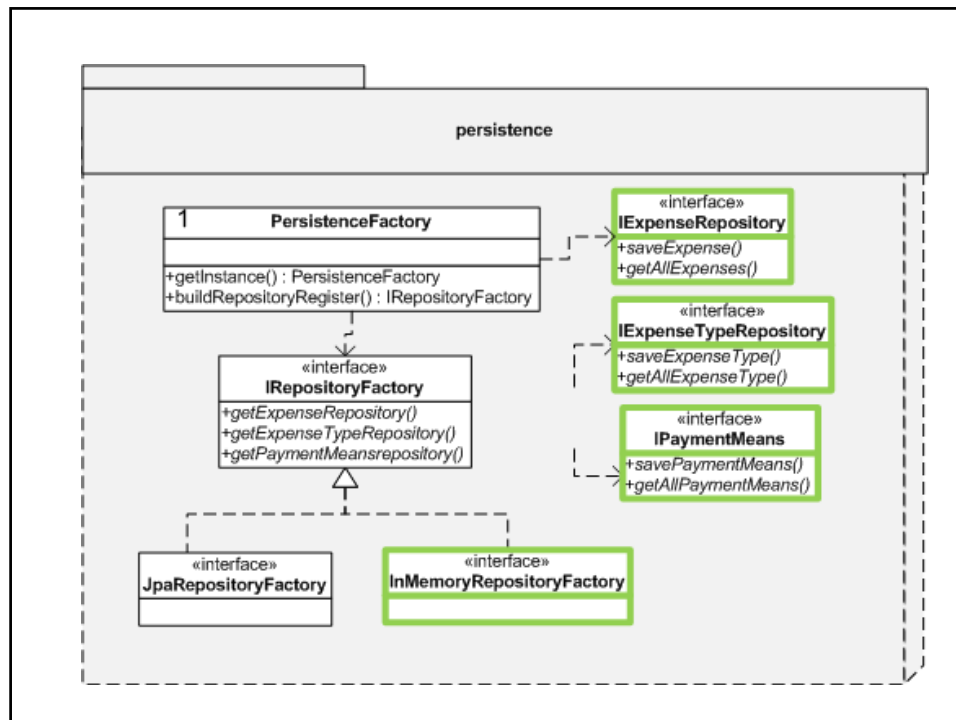 persistence
1
PersistenceFactory
+getInstance() : PersistenceFactory
+buildRepositoryRegister() : IRepositoryFactory
«interface»
IExpenseRepository
+saveExpense()
+getAllExpenses()
«interface»
IExpenseTypeRepository
+saveExpenseType()
+getAllExpenseType()
«interface»
IRepositoryFactory
+getExpenseRepository()
+getExpenseTypeRepository()
+getPaymentMeansrepository()
«interface»
IPaymentMeans
+savePaymentMeans()
+getAllPaymentMeans()
«interface»
JpaRepositoryFactory
«interface»
InMemoryRepositoryFactory